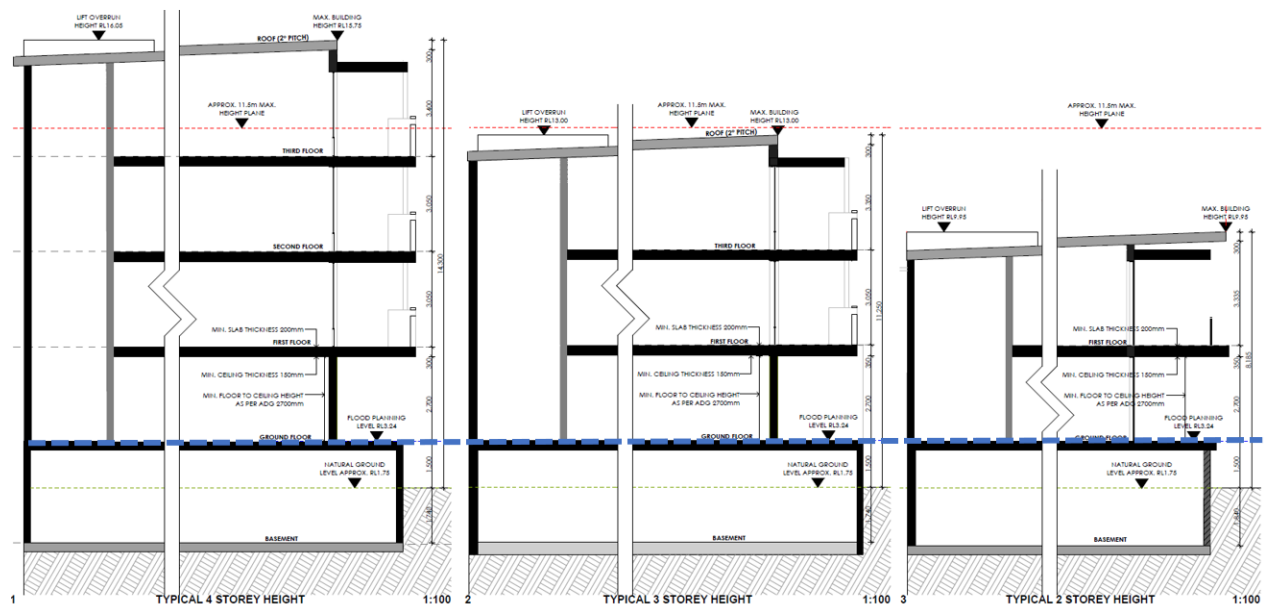 LIFT OVERRUN
HEIGHT RL16.05
MAX. BUILDING
HEIGHT RL15.75
ROOF (2° PITCH)
300
3,400
APPROX. 11.5m MAX.
HEIGHT PLANE
THIRD FLOOR
3,050
SECOND FLOOR
14,300
3,050
MIN. SLAB THICKNESS 200mm
FIRST FLOOR
300
MIN. CEILING THICKNESS 150mm
MIN. FLOOR TO CEILING HEIGHT
AS PER ADG 2700mm
2,700
FLOOD PLANNING
LEVEL RL3.24
GROUND FLOOR
1,500
NATURAL GROUND
LEVEL APPROX. RL1.75
BASEMENT
1 TYPICAL 4 STOREY HEIGHT 1:100
LIFT OVERRUN
HEIGHT RL13.00
APPROX. 11.5m MAX.
HEIGHT PLANE
MAX. BUILDING
HEIGHT RL13.00
ROOF (2° PITCH)
300
THIRD FLOOR
3,050
11,250
MIN. SLAB THICKNESS 200mm
FIRST FLOOR
350
MIN. CEILING THICKNESS 150mm
MIN. FLOOR TO CEILING HEIGHT
AS PER ADG 2700mm
2,700
FLOOD PLANNING
LEVEL RL3.24
GROUND FLOOR
1,500
NATURAL GROUND
LEVEL APPROX. RL1.75
1,740
BASEMENT
2 TYPICAL 3 STOREY HEIGHT 1:100
APPROX. 11.5m MAX.
HEIGHT PLANE
LIFT OVERRUN
HEIGHT RL9.95
MAX. BUILDING
HEIGHT RL9.95
300
3,335
8,185
MIN. SLAB THICKNESS 200mm
FIRST FLOOR
350
MIN. CEILING THICKNESS 150mm
MIN. FLOOR TO CEILING HEIGHT
AS PER ADG 2700mm
2,700
FLOOD PLANNING
LEVEL RL3.24
GROUND FLOOR
1,500
NATURAL GROUND
LEVEL APPROX. RL1.75
BASEMENT
3 TYPICAL 2 STOREY HEIGHT 1:100